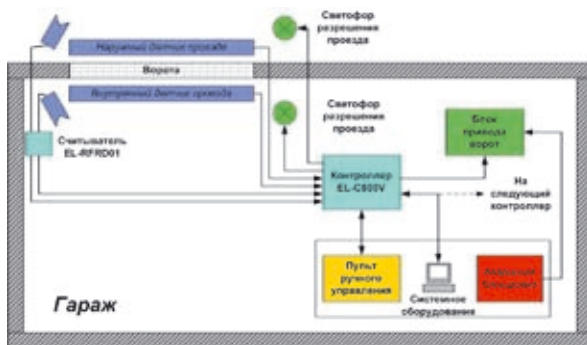 Светофор
разрешения
проезда
Наружный датчик проезда
Ворота
Внутренний датчик проезда
Светофор
разрешения
проезда
Блок
привода
ворот
Считыватель
EL-RFRD01
Контроллер
EL-C800V
На
следующий
контроллер
Пульт
ручного
управления
Системное
оборудование
Гараж